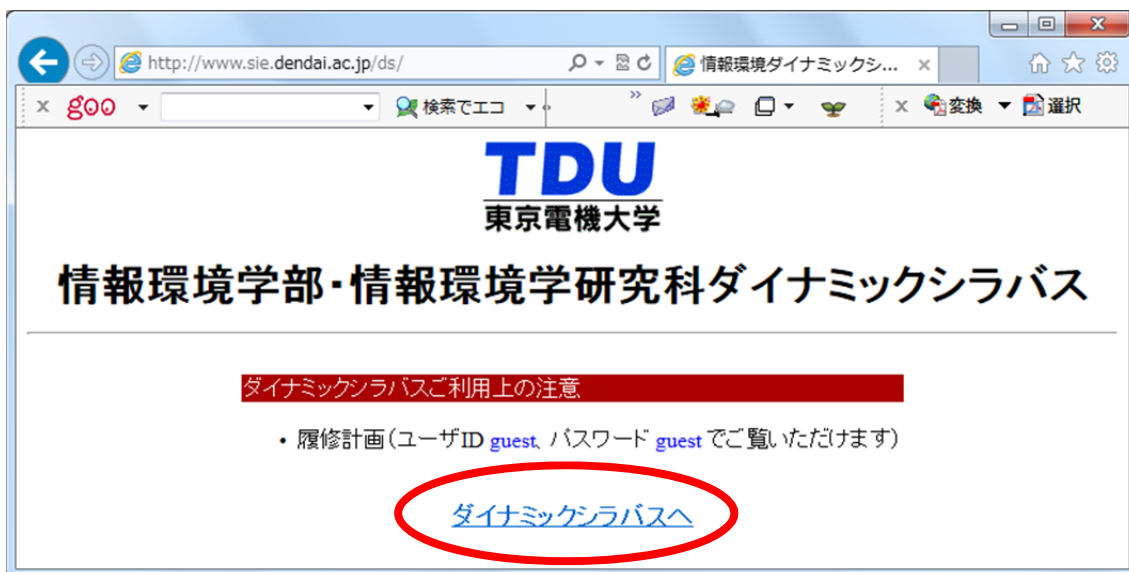 http://www.sie.dendai.ac.jp/ds/
情報環境ダイナミックシ...
goo
検索でエコ
変換
選択
TDU
東京電機大学
情報環境学部・情報環境学研究科ダイナミックシラバス
ダイナミックシラバスご利用上の注意
・履修計画(ユーザID guest、パスワード guest でご覧いただけます)
ダイナミックシラバスへ